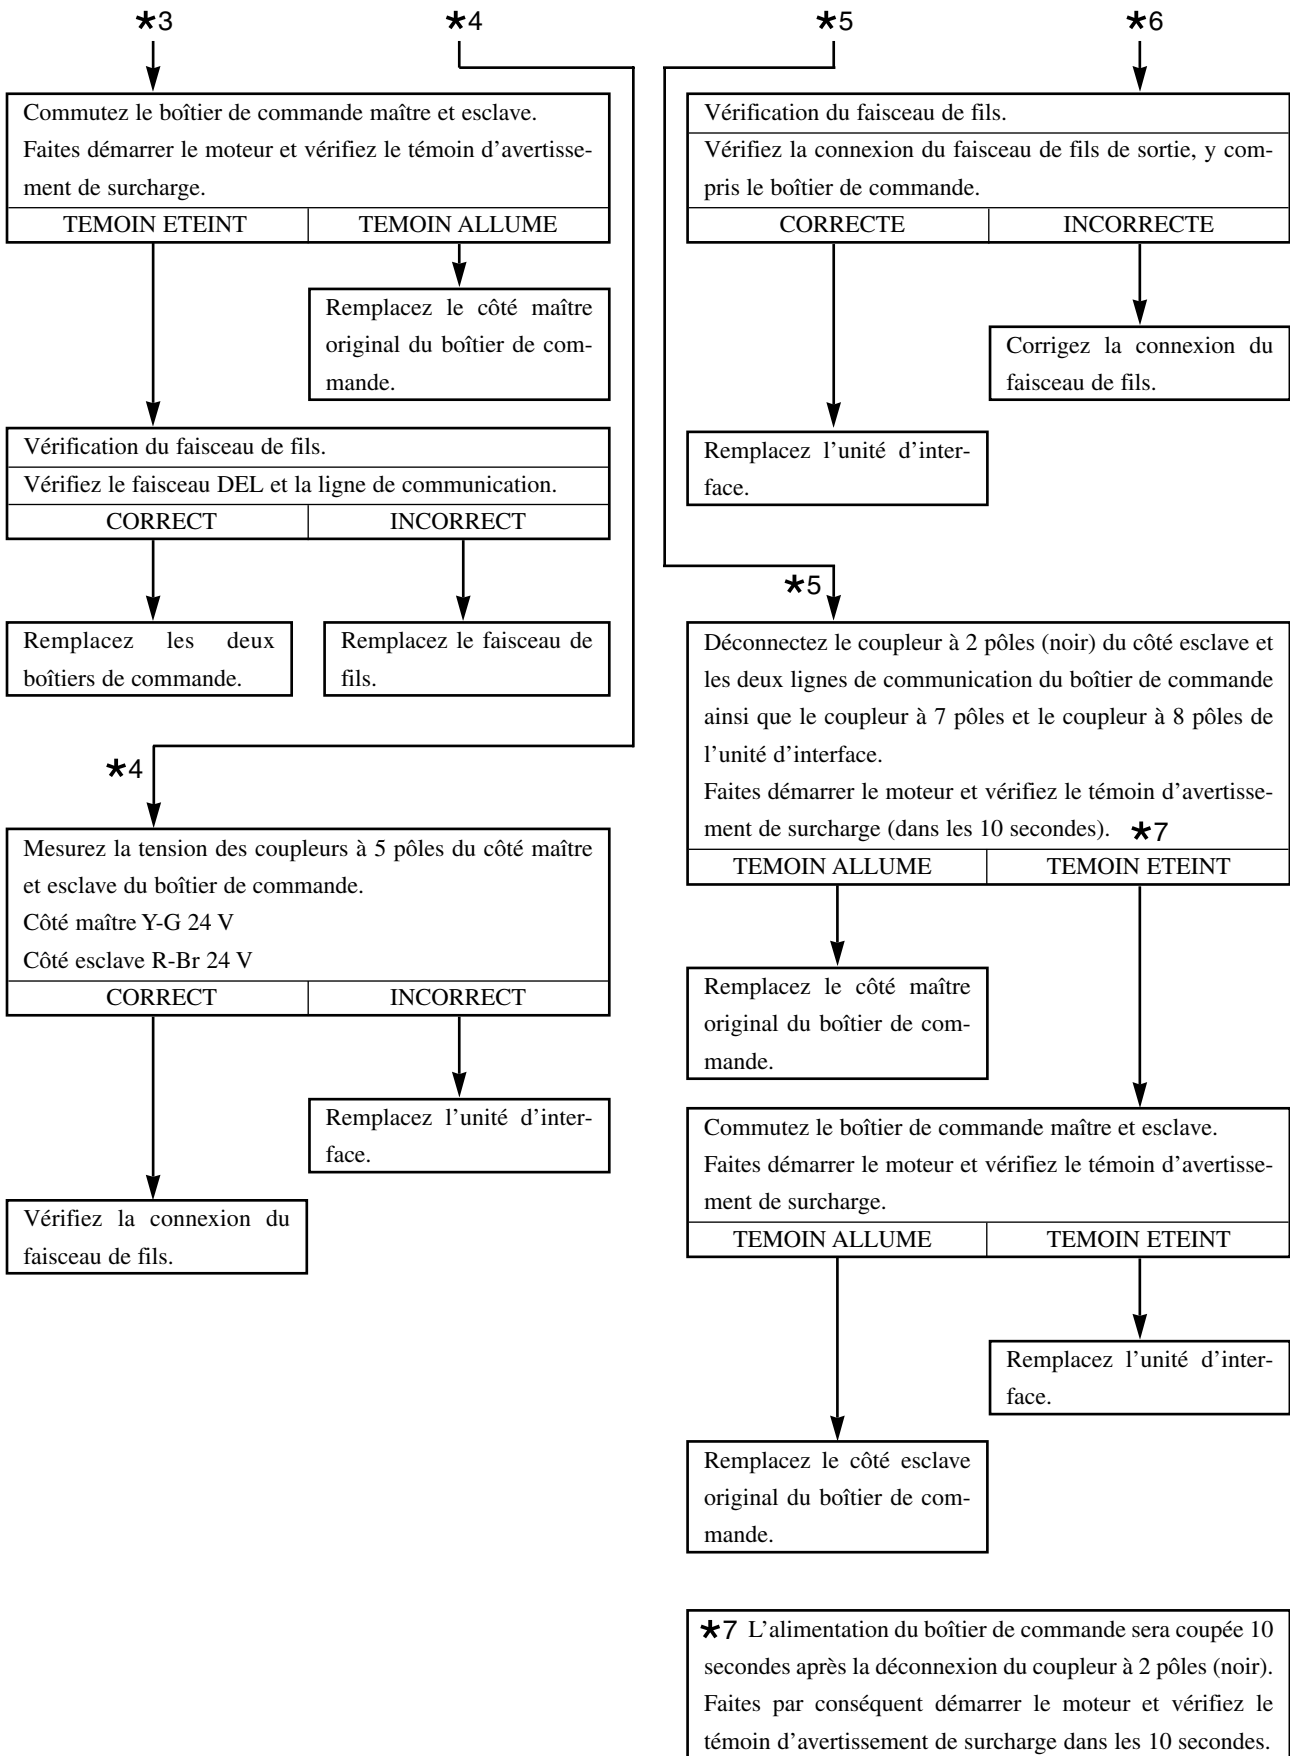 *3
Commutez le boîtier de commande maître et esclave.
Faites démarrer le moteur et vérifiez le témoin d'avertisse-
ment de surcharge.
TEMOIN ETEINT
TEMOIN ALLUME
Remplacez le côté maître
original du boîtier de com-
mande.
Vérification du faisceau de fils.
Vérifiez le faisceau DEL et la ligne de communication.
CORRECT
INCORRECT
Remplacez les deux
boîtiers de commande.
Remplacez le faisceau de
fils.
*4
*4
Mesurez la tension des coupleurs à 5 pôles du côté maître
et esclave du boîtier de commande.
Côté maître Y-G 24 V
Côté esclave R-Br 24 V
CORRECT
INCORRECT
Remplacez l'unité d'inter-
face.
Vérifiez la connexion du
faisceau de fils.
*5
*6
Vérification du faisceau de fils.
Vérifiez la connexion du faisceau de fils de sortie, y com-
pris le boîtier de commande.
CORRECTE
INCORRECTE
Corrigez la connexion du
faisceau de fils.
Remplacez l'unité d'inter-
face.
*5
Déconnectez le coupleur à 2 pôles (noir) du côté esclave et
les deux lignes de communication du boîtier de commande
ainsi que le coupleur à 7 pôles et le coupleur à 8 pôles de
l'unité d'interface.
Faites démarrer le moteur et vérifiez le témoin d'avertisse-
ment de surcharge (dans les 10 secondes). *7
TEMOIN ALLUME
TEMOIN ETEINT
Remplacez le côté maître
original du boîtier de com-
mande.
Commutez le boîtier de commande maître et esclave.
Faites démarrer le moteur et vérifiez le témoin d'avertisse-
ment de surcharge.
TEMOIN ALLUME
TEMOIN ETEINT
Remplacez l'unité d'inter-
face.
Remplacez le côté esclave
original du boîtier de com-
mande.
*7 L'alimentation du boîtier de commande sera coupée 10
secondes après la déconnexion du coupleur à 2 pôles (noir).
Faites par conséquent démarrer le moteur et vérifiez le
témoin d'avertissement de surcharge dans les 10 secondes.